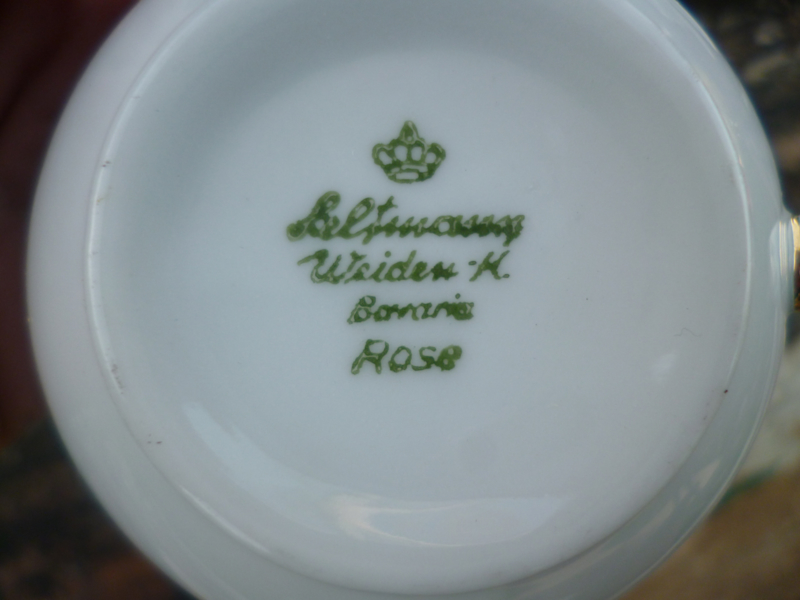 Seltmann
Weiden-K.
Bavaria
Rose